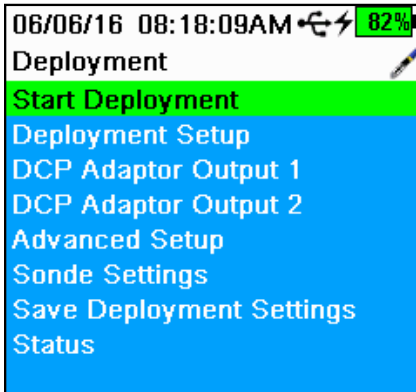 06/06/16 08:18:09AM 82%
Deployment
Start Deployment
Deployment Setup
DCP Adaptor Output 1
DCP Adaptor Output 2
Advanced Setup
Sonde Settings
Save Deployment Settings
Status